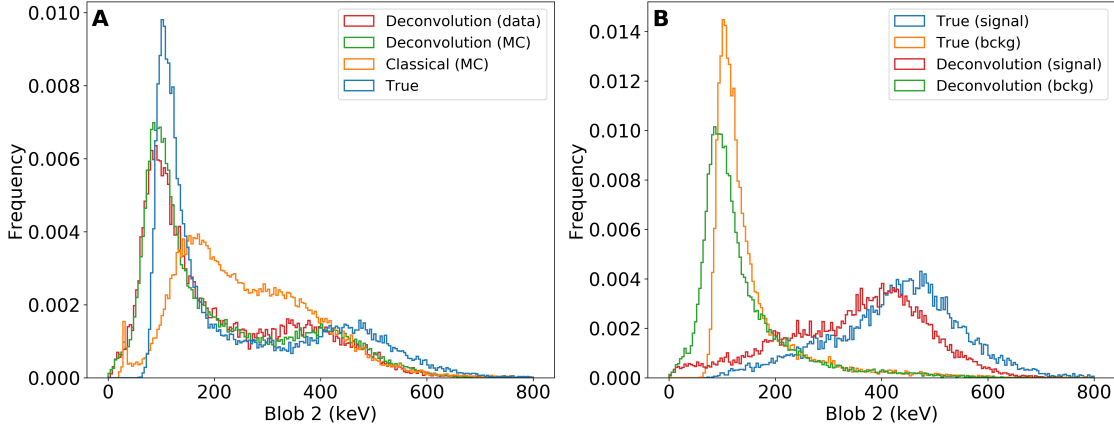 A
Deconvolution (data)
Deconvolution (MC)
Classical (MC)
True
Frequency
0.010
0.008
0.006
0.004
0.002
0.000
0
200
400
600
800
Blob 2 (keV)
B
True (signal)
True (bckg)
Deconvolution (signal)
Deconvolution (bckg)
Frequency
0.014
0.012
0.010
0.008
0.006
0.004
0.002
0.000
0
200
400
600
800
Blob 2 (keV)